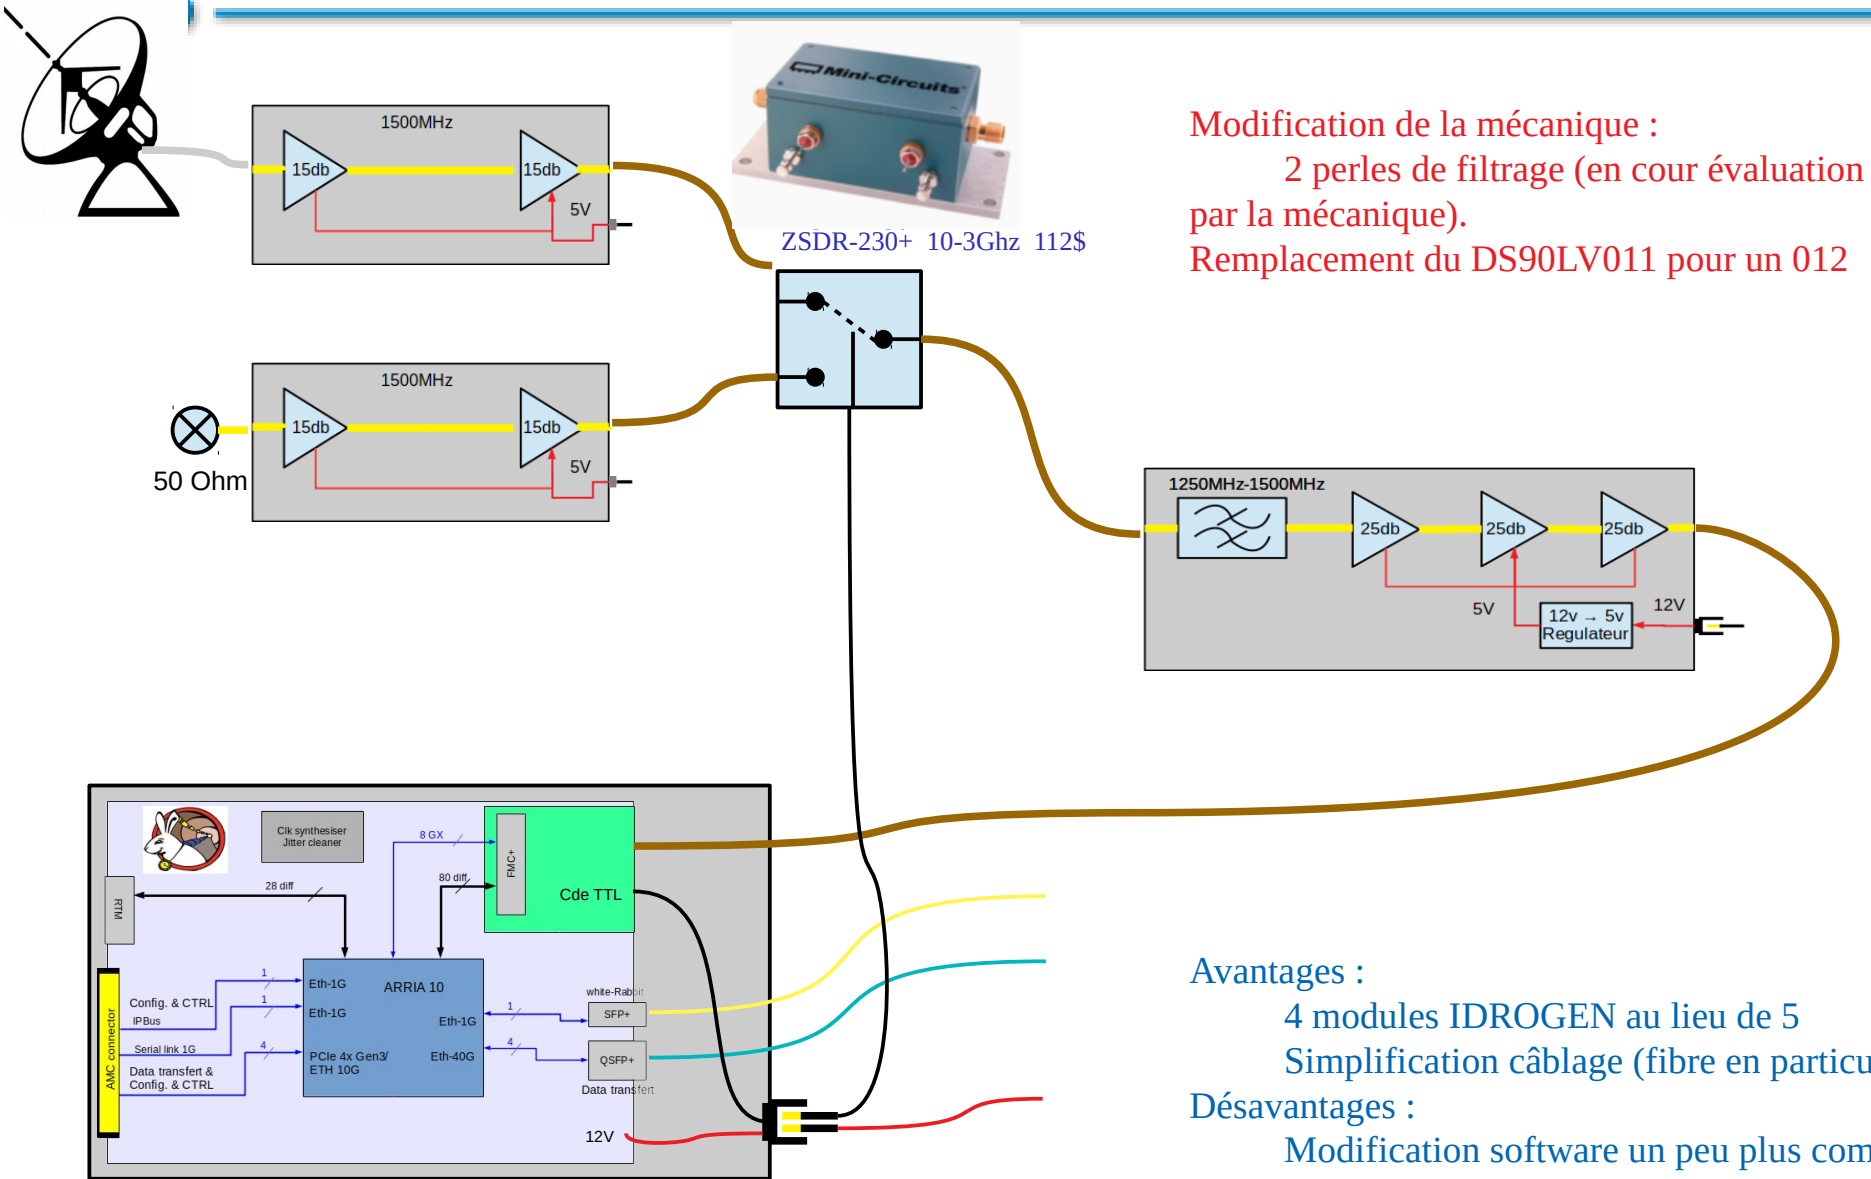 Mini-Circuits
ZSDR-230+ 10-3Ghz 112$
Modification de la mécanique :
2 perles de filtrage (en cour évaluation
par la mécanique).
Remplacement du DS90LV011 pour un 012
1500MHz
15db
15db
5V
1500MHz
15db
15db
5V
50 Ohm
1250MHz-1500MHz
25db
25db
25db
5V
12V
12v → 5v
Regulateur
Clk synthesiser
Jitter cleaner
8 GX
FMC+
28 diff
80 diff
Cde TTL
RTM
AMC connector
1
Eth-1G
ARRIA 10
Config. & CTRL
IPBus
1
Eth-1G
Serial link 1G
4
PCIe 4x Gen3/
ETH 10G
Data transfert &
Config. & CTRL
Eth-1G
1
white-Rabbit
SFP+
Eth-40G
4
QSFP+
Data transfert
12V
Avantages :
4 modules IDROGEN au lieu de 5
Simplification câblage (fibre en particu
Désavantages :
Modification software un peu plus com